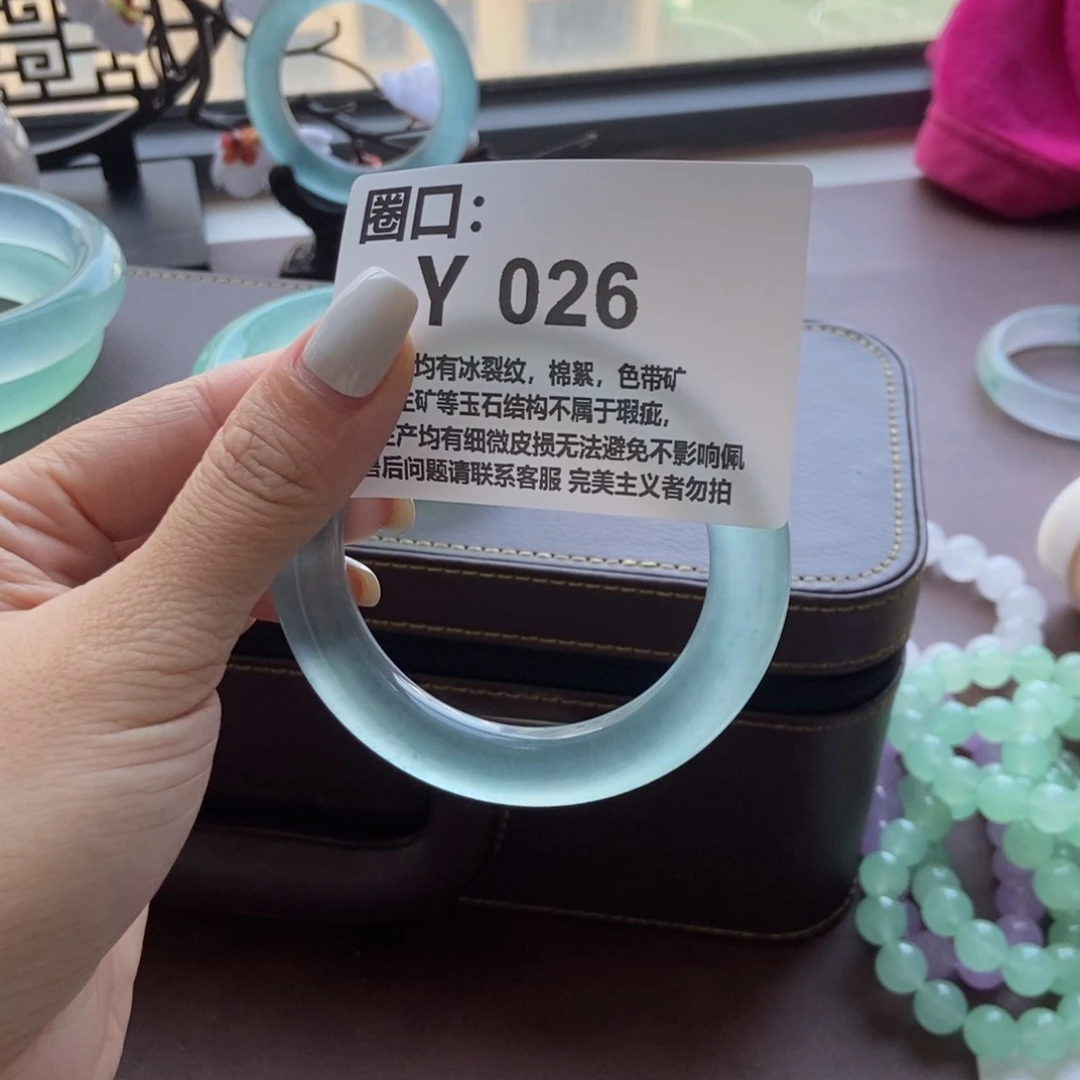 圈口：
Y 026
均有冰裂纹，棉絮，色带矿
矿等玉石结构不属于瑕疵，
产均有细微皮损无法避免不影响佩
售后问题请联系客服 完美主义者勿拍